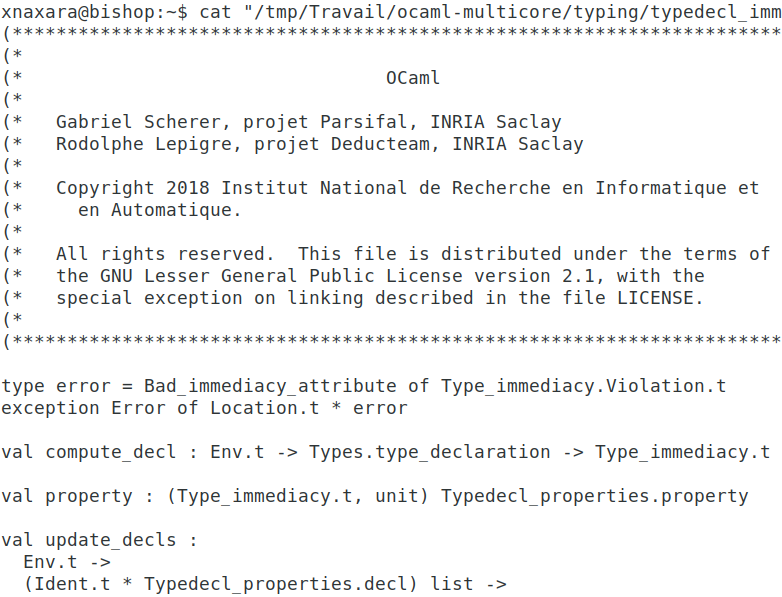 xnaxara@bishop:~$ cat "/tmp/Travail/ocaml-multicore/typing/typedecl_imm
(**********************************************************************
(*
(*                                 OCaml
(*
(*   Gabriel Scherer, projet Parsifal, INRIA Saclay
(*   Rodolphe Lepigre, projet Deducteam, INRIA Saclay
(*
(*   Copyright 2018 Institut National de Recherche en Informatique et
(*     en Automatique.
(*
(*   All rights reserved.  This file is distributed under the terms of
(*   the GNU Lesser General Public License version 2.1, with the
(*   special exception on linking described in the file LICENSE.
(*
(**********************************************************************
type error = Bad_immediacy_attribute of Type_immediacy.Violation.t
exception Error of Location.t * error
val compute_decl : Env.t -> Types.type_declaration -> Type_immediacy.t
val property : (Type_immediacy.t, unit) Typedecl_properties.property
val update_decls :
  Env.t ->
  (Ident.t * Typedecl_properties.decl) list ->